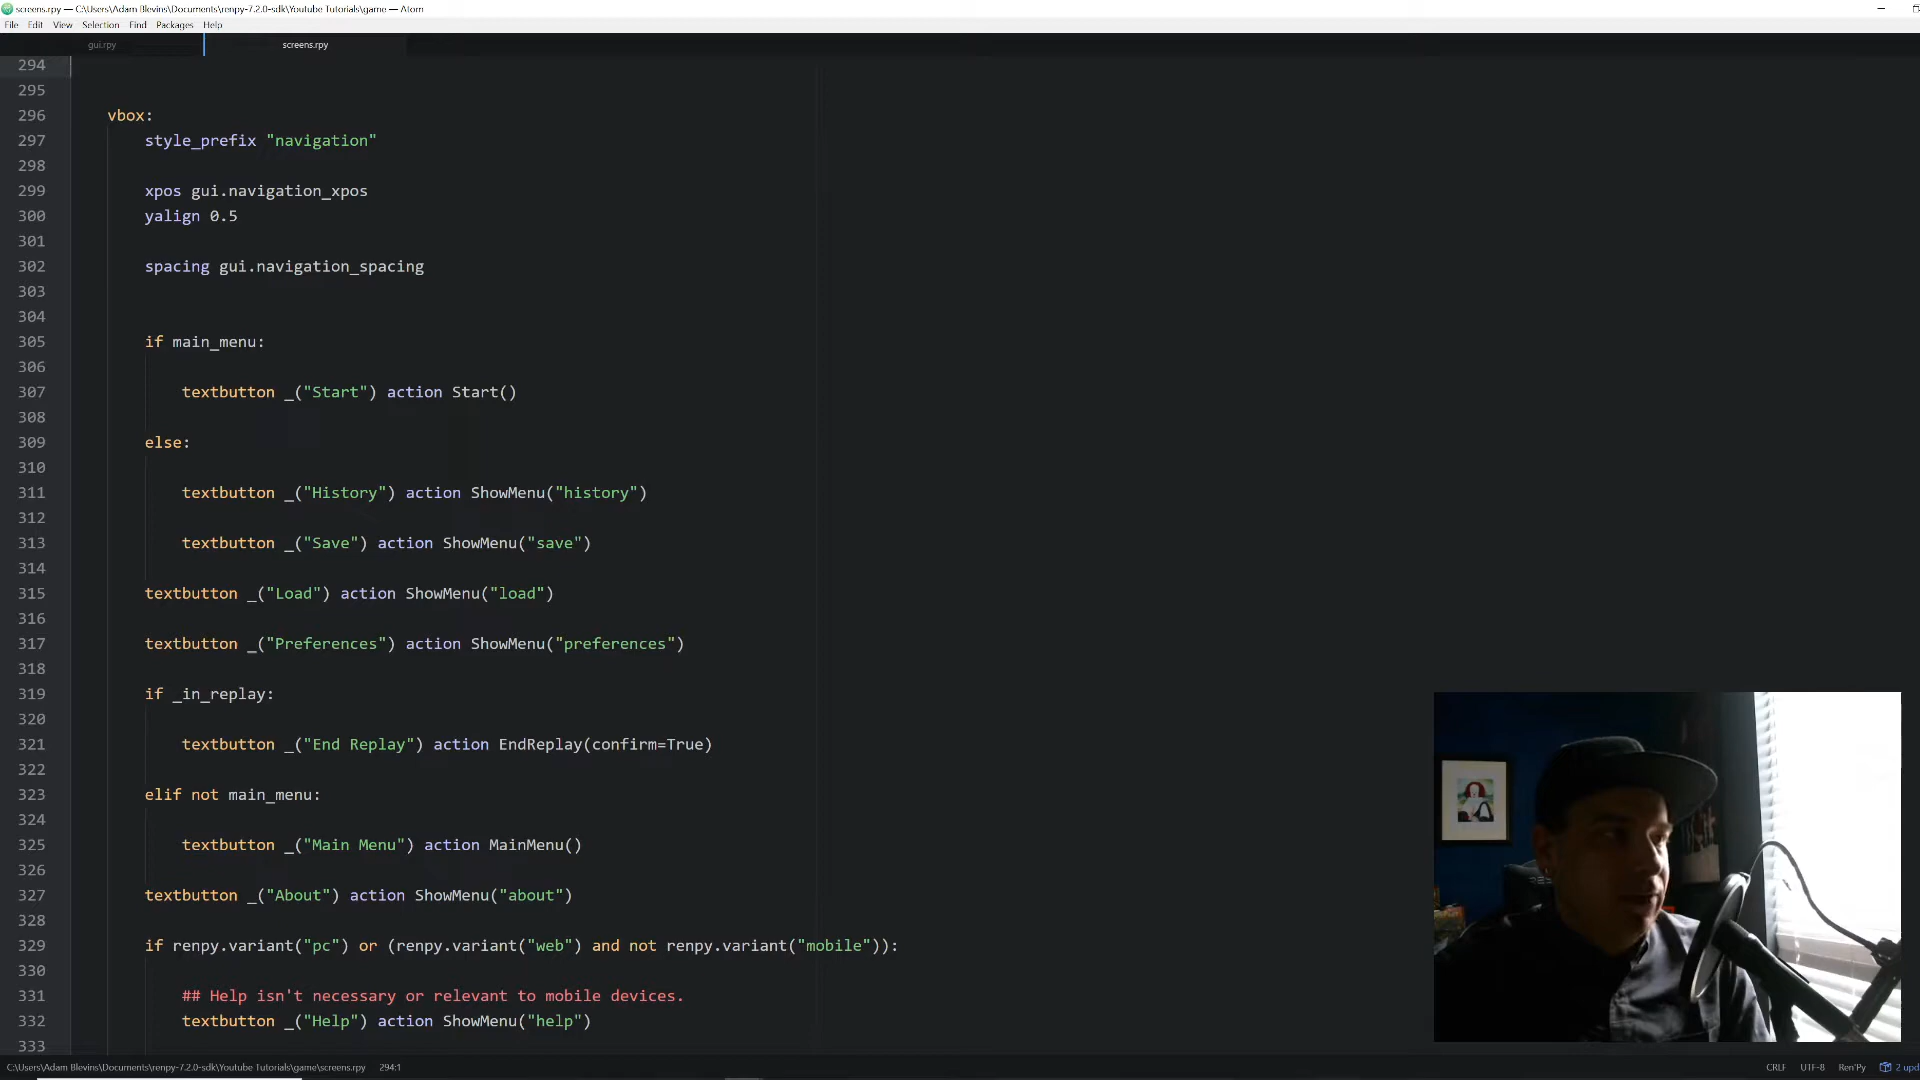 screens.rpy — C:\Users\Adam Blevins\Documents\renpy-7.2.0-sdk\Youtube Tutorials\game — Atom
File Edit View Selection Find Packages Help
gui.rpy screens.rpy
294
295
296 vbox:
297 style_prefix "navigation"
298
299 xpos gui.navigation_xpos
300 yalign 0.5
301
302 spacing gui.navigation_spacing
303
304
305 if main_menu:
306
307 textbutton _("Start") action Start()
308
309 else:
310
311 textbutton _("History") action ShowMenu("history")
312
313 textbutton _("Save") action ShowMenu("save")
314
315 textbutton _("Load") action ShowMenu("load")
316
317 textbutton _("Preferences") action ShowMenu("preferences")
318
319 if _in_replay:
320
321 textbutton _("End Replay") action EndReplay(confirm=True)
322
323 elif not main_menu:
324
325 textbutton _("Main Menu") action MainMenu()
326
327 textbutton _("About") action ShowMenu("about")
328
329 if renpy.variant("pc") or (renpy.variant("web") and not renpy.variant("mobile")):
330
331 ## Help isn't necessary or relevant to mobile devices.
332 textbutton _("Help") action ShowMenu("help")
333
C:\Users\Adam Blevins\Documents\renpy-7.2.0-sdk\Youtube Tutorials\game\screens.rpy 294:1 CRLF UTF-8 Ren'Py 2 upd